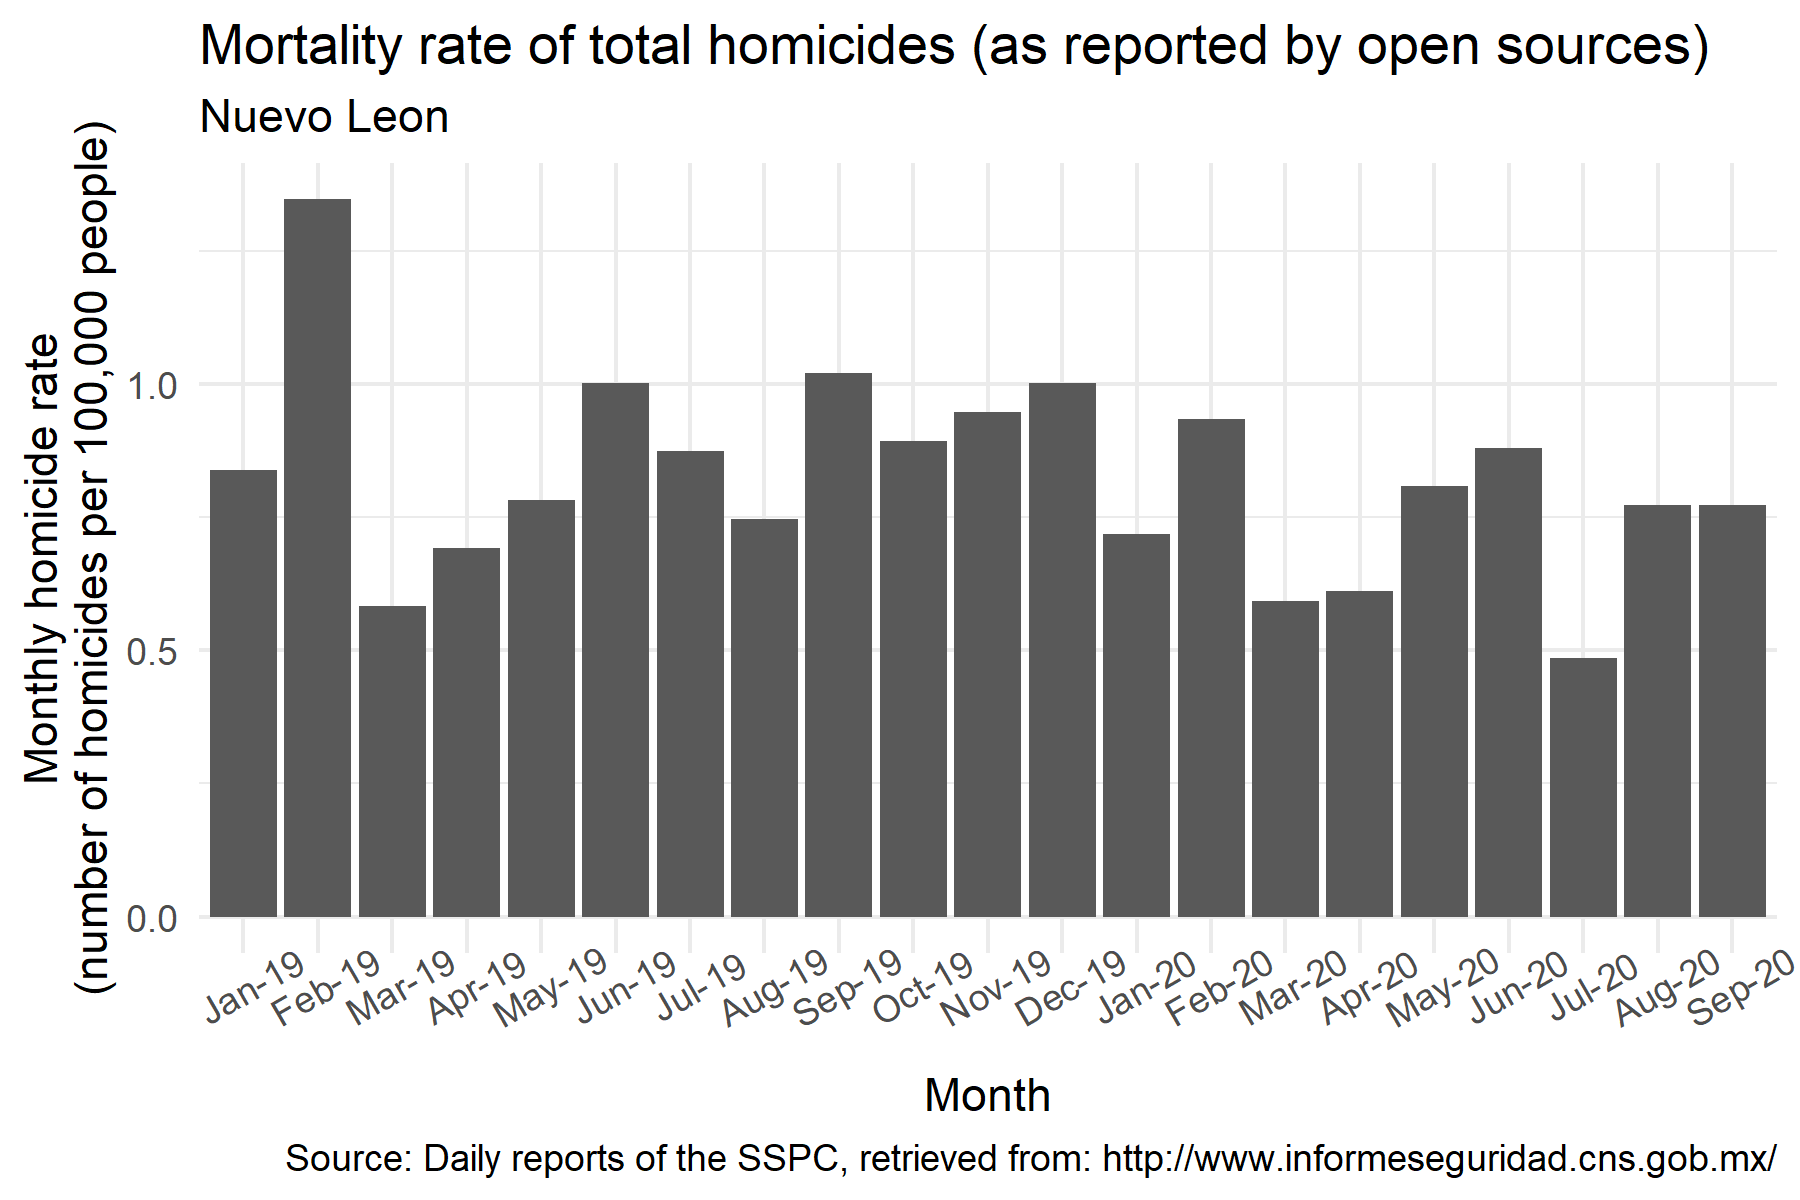 Mortality rate of total homicides (as reported by open sources)
Nuevo Leon
Monthly homicide rate
(number of homicides per 100,000 people)
1.0
0.5
0.0
Jan-19
Feb-19
Mar-19
Apr-19
May-19
Jun-19
Jul-19
Aug-19
Sep-19
Oct-19
Nov-19
Dec-19
Jan-20
Feb-20
Mar-20
Apr-20
May-20
Jun-20
Jul-20
Aug-20
Sep-20
Month
Source: Daily reports of the SSPC, retrieved from: http://www.informeseguridad.cns.gob.mx/